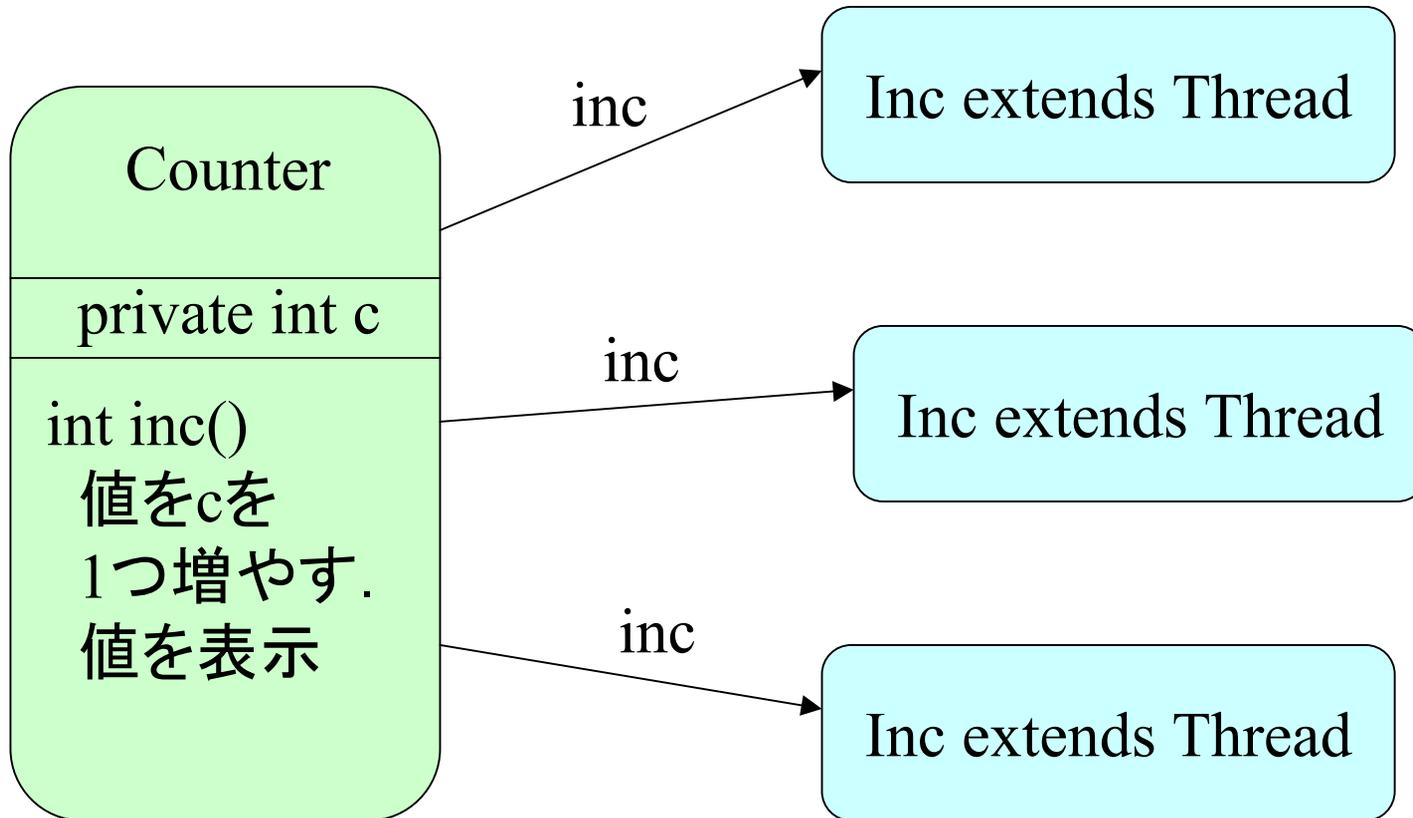 Counter
private int c
int inc()
値をcを
1つ増やす.
値を表示
inc
Inc extends Thread
inc
Inc extends Thread
inc
Inc extends Thread